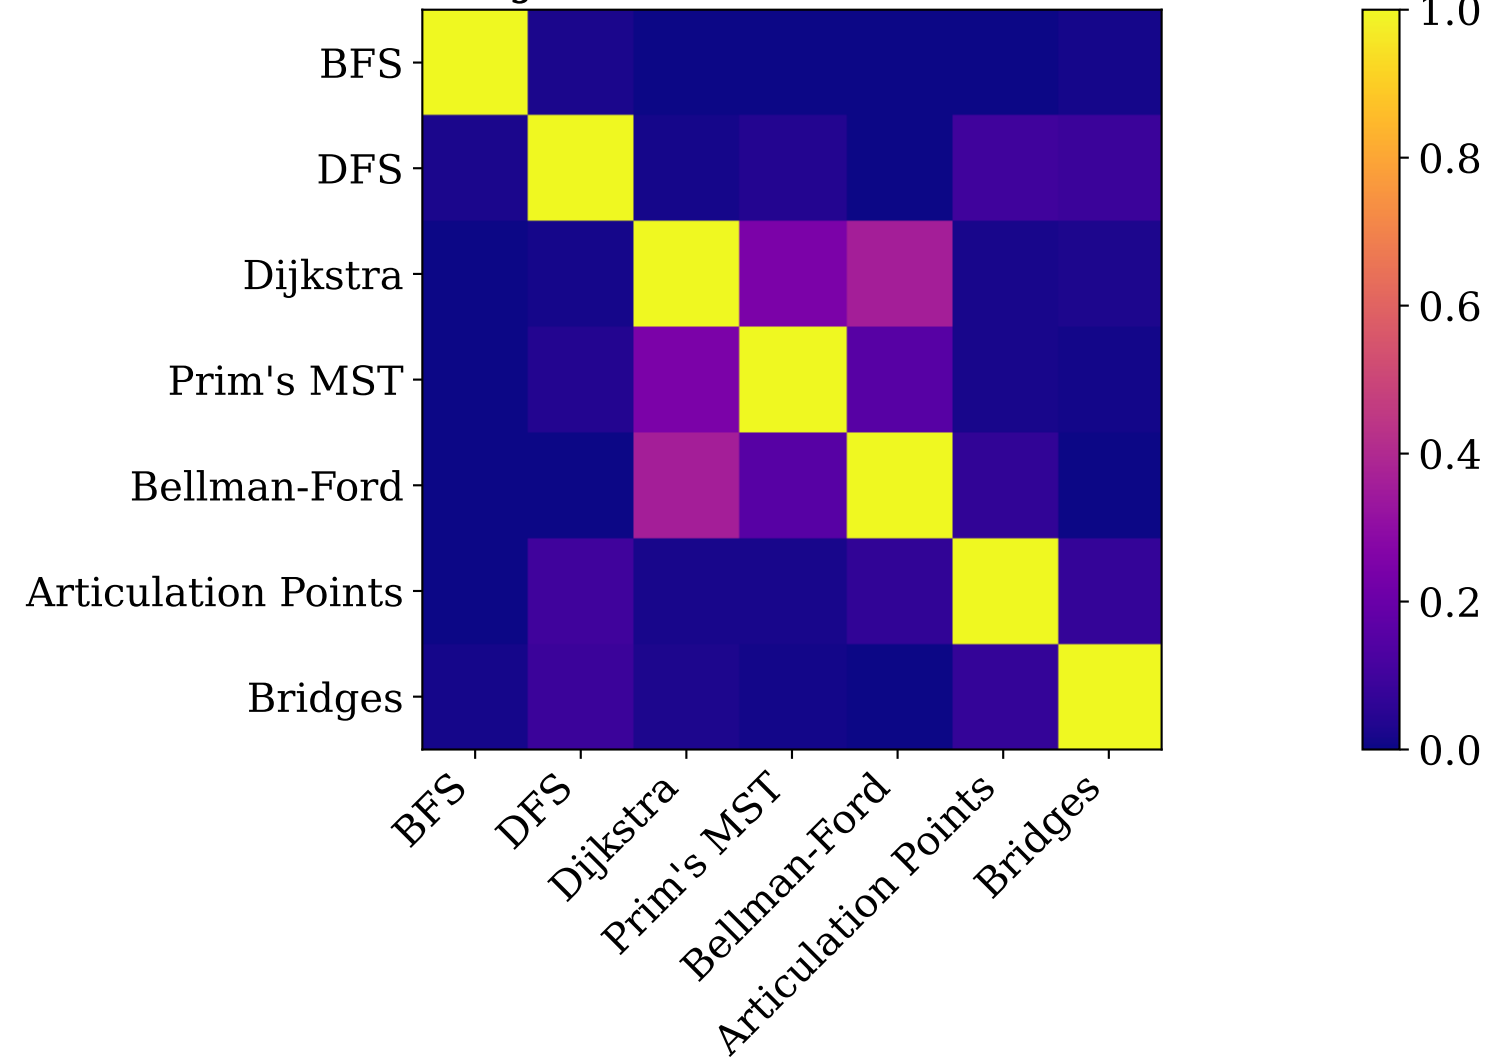 BFS
DFS
Dijkstra
Prim's MST
Bellman-Ford
Articulation Points
Bridges
BFS
DFS
Dijkstra
Prim's MST
Bellman-Ford
Articulation Points
Bridges
1.0
0.8
0.6
0.4
0.2
0.0